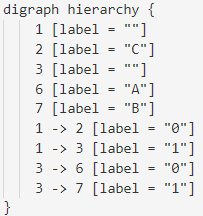 digraph hierarchy {
    1 [label = ""]
    2 [label = "C"]
    3 [label = ""]
    6 [label = "A"]
    7 [label = "B"]
    1 -> 2 [label = "0"]
    1 -> 3 [label = "1"]
    3 -> 6 [label = "0"]
    3 -> 7 [label = "1"]
}